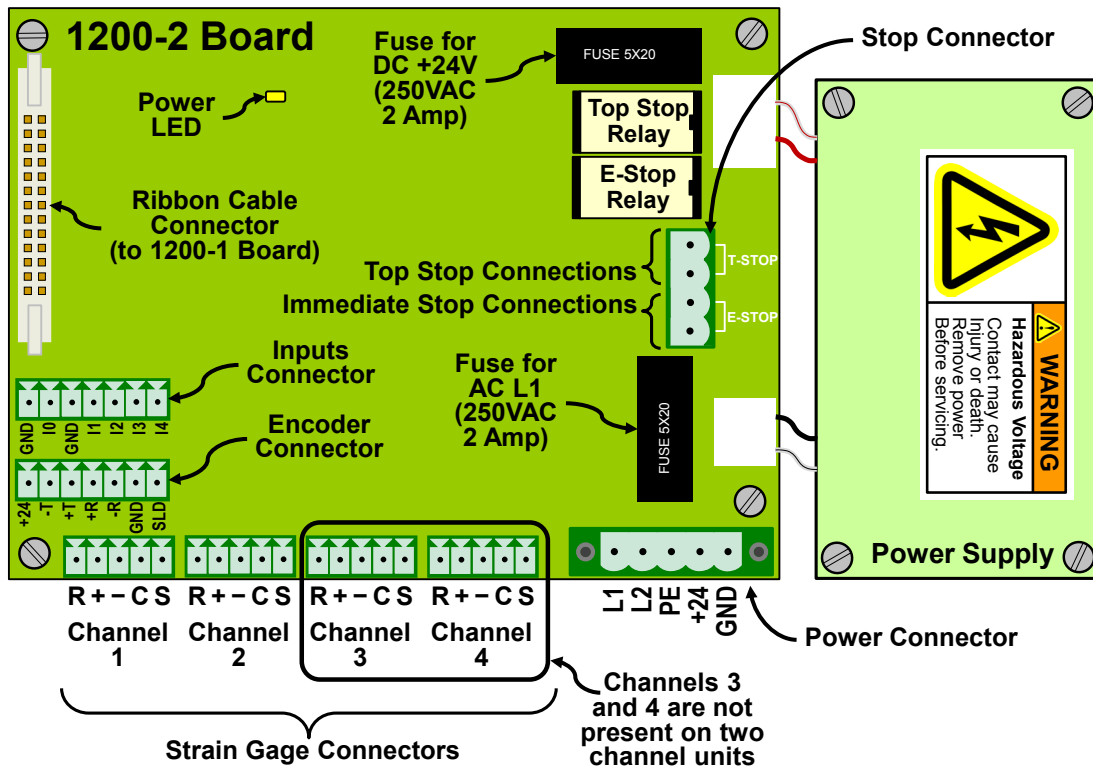 1200-2 Board
Fuse for
DC +24V
(250VAC
2 Amp)
FUSE 5X20
Stop Connector
Power
LED
Top Stop
Relay
E-Stop
Relay
Ribbon Cable
Connector
(to 1200-1 Board)
Top Stop Connections
T-STOP
Immediate Stop Connections
E-STOP
WARNING
Hazardous Voltage
Contact may cause
Injury or death.
Remove power
Before servicing.
Inputs
Connector
GND
I0
GND
I1
I2
I3
I4
Fuse for
AC L1
(250VAC
2 Amp)
FUSE 5X20
Encoder
Connector
+24
-T
+T
+R
-R
GND
SLD
Power Supply
R + − C S
Channel
1
R + − C S
Channel
2
R + − C S
Channel
3
R + − C S
Channel
4
L1
L2
PE
+24
GND
Power Connector
Channels 3
and 4 are not
present on two
channel units
Strain Gage Connectors